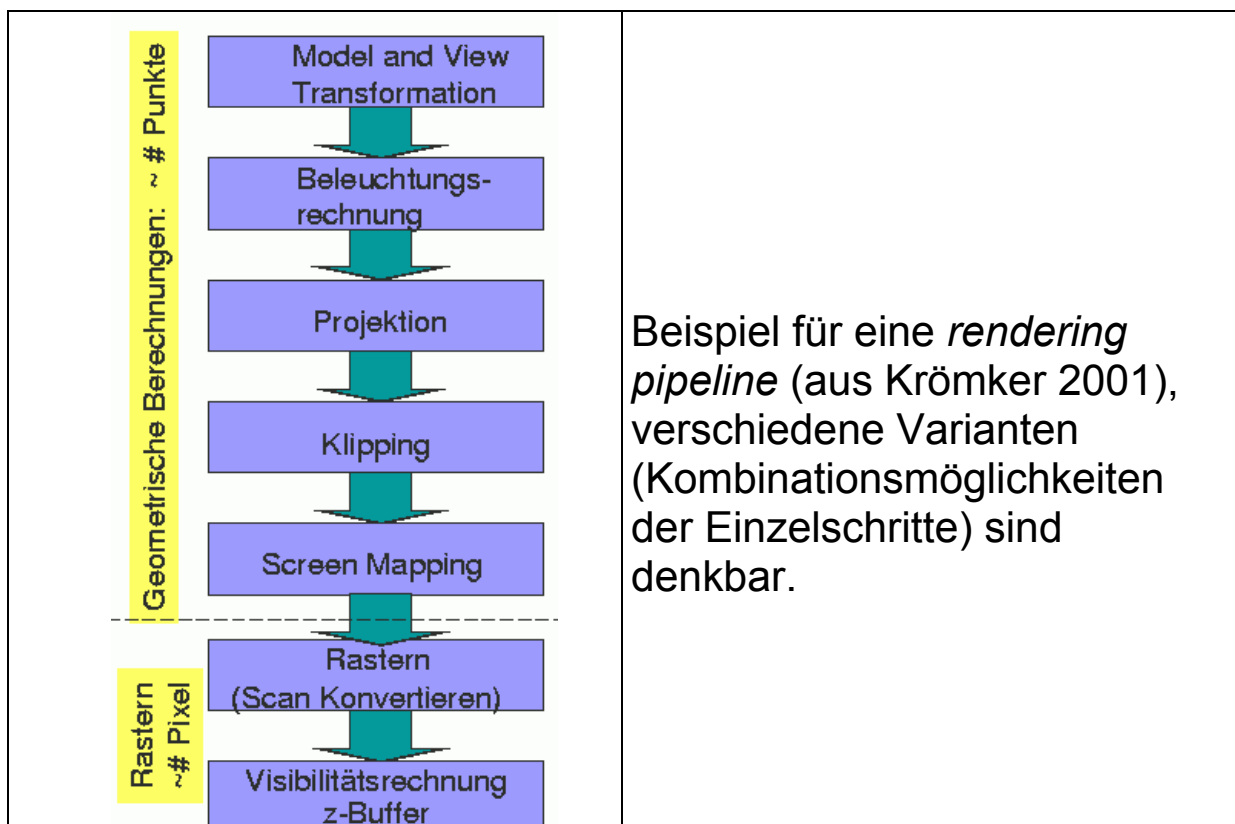 Geometrische Berechnungen: ~ # Punkte
Model and View
Transformation
Beleuchtungs-
rechnung
Projektion
Klipping
Screen Mapping
Rastern
~# Pixel
Rastern
(Scan Konvertieren)
Visibilitätsrechnung
z-Buffer
Beispiel für eine rendering
pipeline (aus Krömker 2001),
verschiedene Varianten
(Kombinationsmöglichkeiten
der Einzelschritte) sind
denkbar.